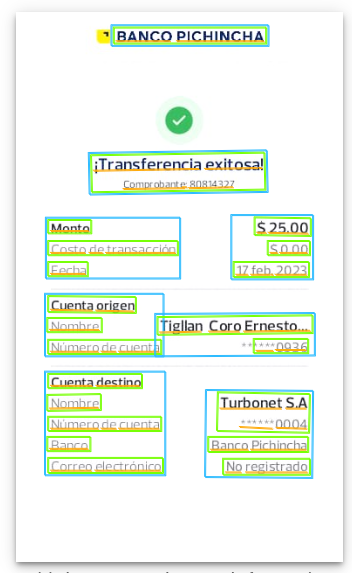 BANCO PICHINCHA
¡Transferencia exitosa!
Comprobante: 80814327
Monto $ 25.00
Costo de transacción $ 0.00
Fecha 17 feb. 2023
Cuenta origen
Nombre Tigllan Coro Ernesto...
Número de cuenta ******0936
Cuenta destino
Nombre Turbonet S.A
Número de cuenta ******0004
Banco Banco Pichincha
Correo electrónico No registrado